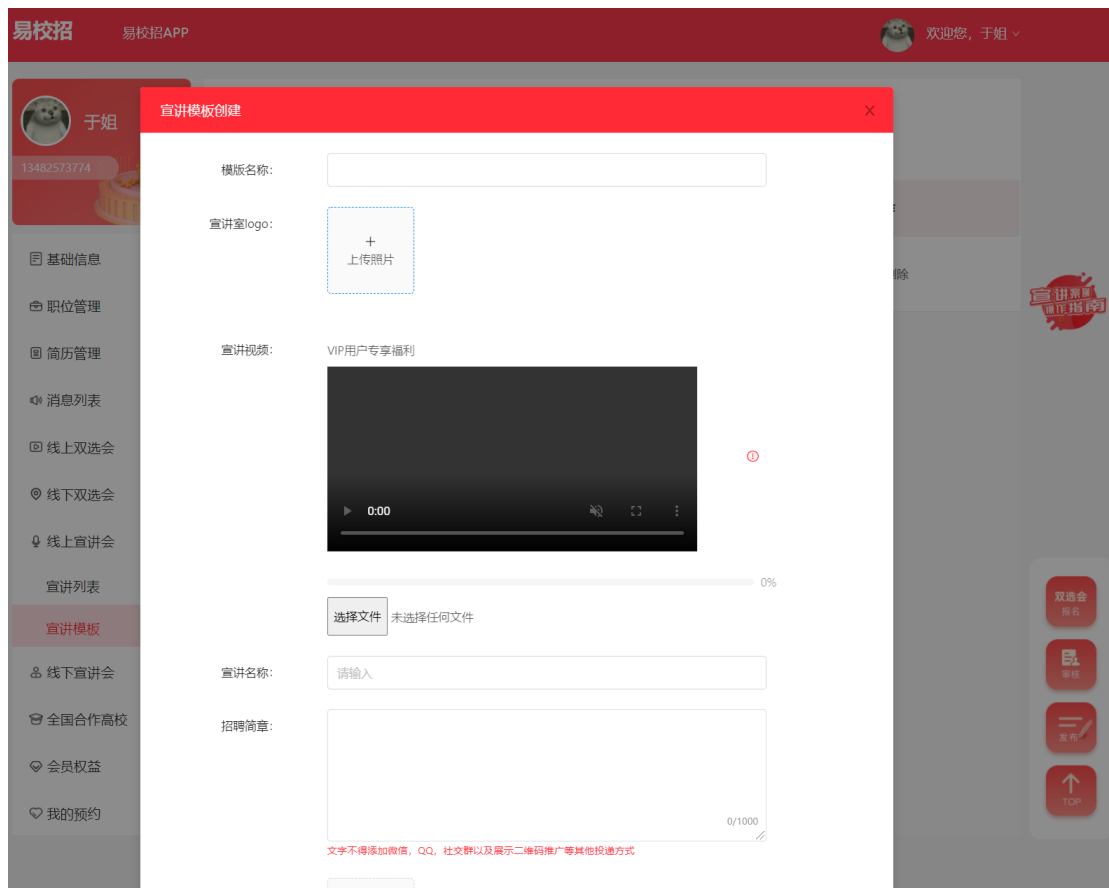 易校招
易校招APP
欢迎您，于姐
于姐
13482573774
基础信息
职位管理
简历管理
消息列表
线上双选会
线下双选会
线上宣讲会
宣讲列表
宣讲模板
线下宣讲会
全国合作高校
会员权益
我的预约
宣讲模板创建
模版名称：
宣讲室logo：
上传照片
宣讲视频：
VIP用户专享福利
0:00
0%
选择文件 未选择任何文件
宣讲名称：
请输入
招聘简章：
0/1000
文字不得添加微信，QQ，社交群以及展示二维码推广等其他投递方式
除
操作指南
双选会
报名
审核
发布
TOP